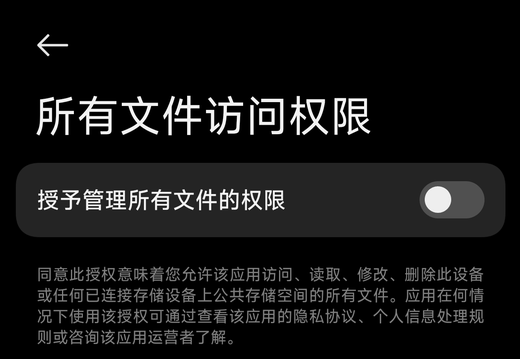 所有文件访问权限
授予管理所有文件的权限
同意此授权意味着您允许该应用访问、读取、修改、删除此设备
或任何已连接存储设备上公共存储空间的所有文件。应用在何情
况下使用该授权可通过查看该应用的隐私协议、个人信息处理规
则或咨询该应用运营者了解。